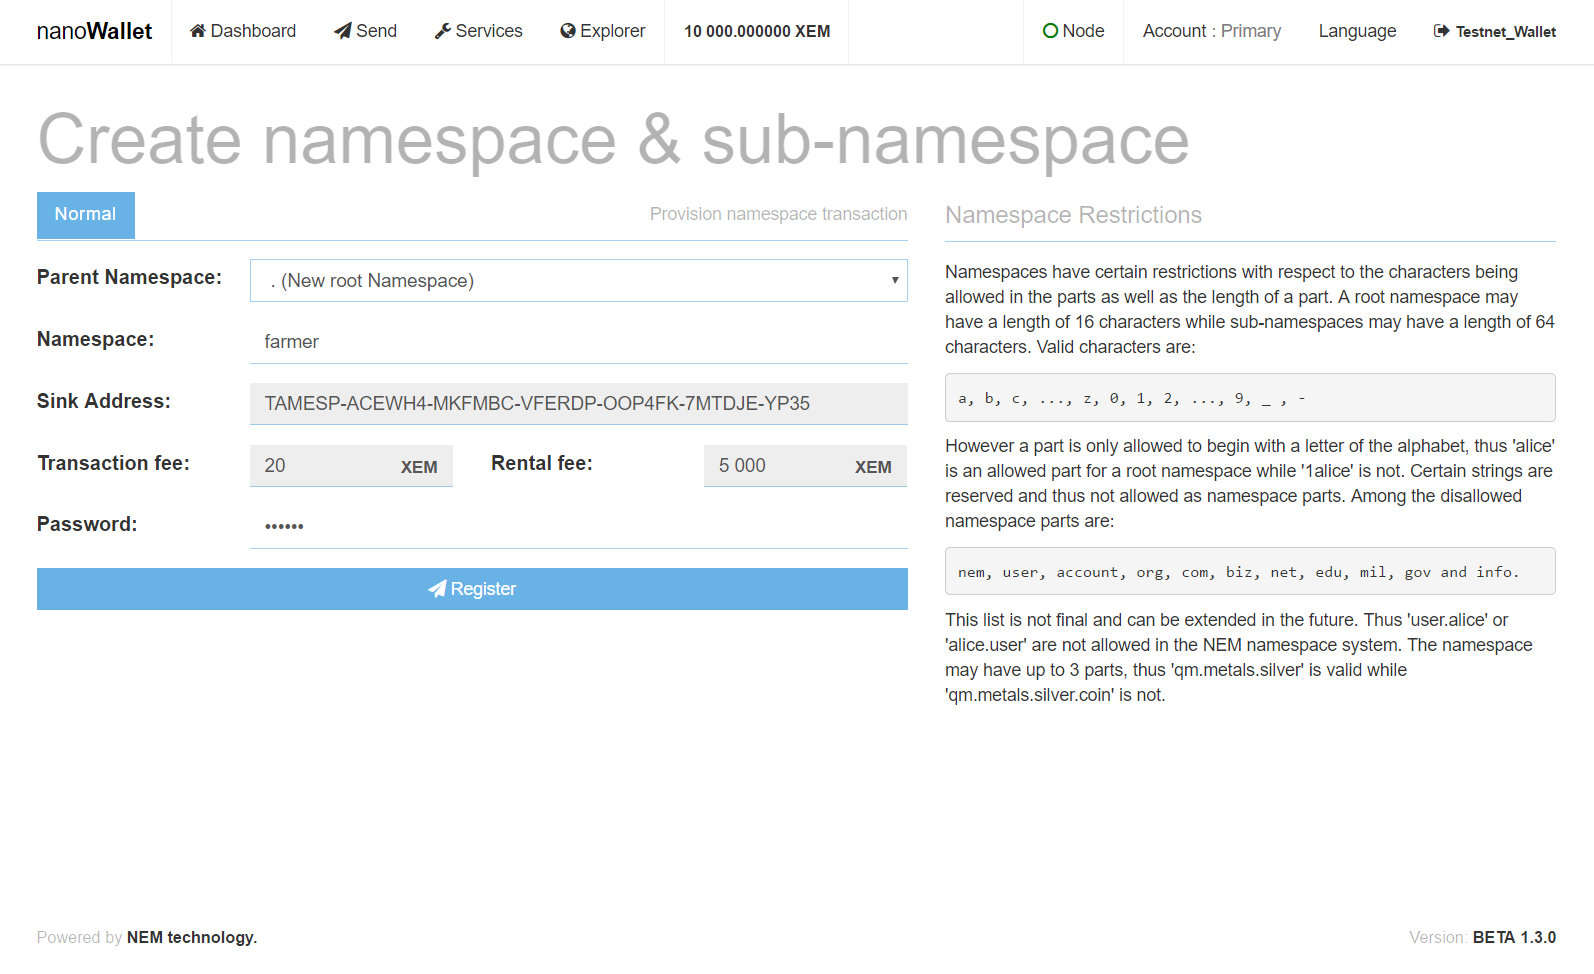 nanoWallet Dashboard Send Services Explorer 10 000.000000 XEM Node Account : Primary Language Testnet_Wallet
Create namespace & sub-namespace
Normal Provision namespace transaction
Parent Namespace: . (New root Namespace)
Namespace: farmer
Sink Address: TAMESP-ACEWH4-MKFMBC-VFERDP-OOP4FK-7MTDJE-YP35
Transaction fee: 20 XEM Rental fee: 5 000 XEM
Password: ••••••
Register
Namespace Restrictions
Namespaces have certain restrictions with respect to the characters being
allowed in the parts as well as the length of a part. A root namespace may
have a length of 16 characters while sub-namespaces may have a length of 64
characters. Valid characters are:
a, b, c, ..., z, 0, 1, 2, ..., 9, _ , -
However a part is only allowed to begin with a letter of the alphabet, thus 'alice'
is an allowed part for a root namespace while '1alice' is not. Certain strings are
reserved and thus not allowed as namespace parts. Among the disallowed
namespace parts are:
nem, user, account, org, com, biz, net, edu, mil, gov and info.
This list is not final and can be extended in the future. Thus 'user.alice' or
'alice.user' are not allowed in the NEM namespace system. The namespace
may have up to 3 parts, thus 'qm.metals.silver' is valid while
'qm.metals.silver.coin' is not.
Powered by NEM technology. Version: BETA 1.3.0